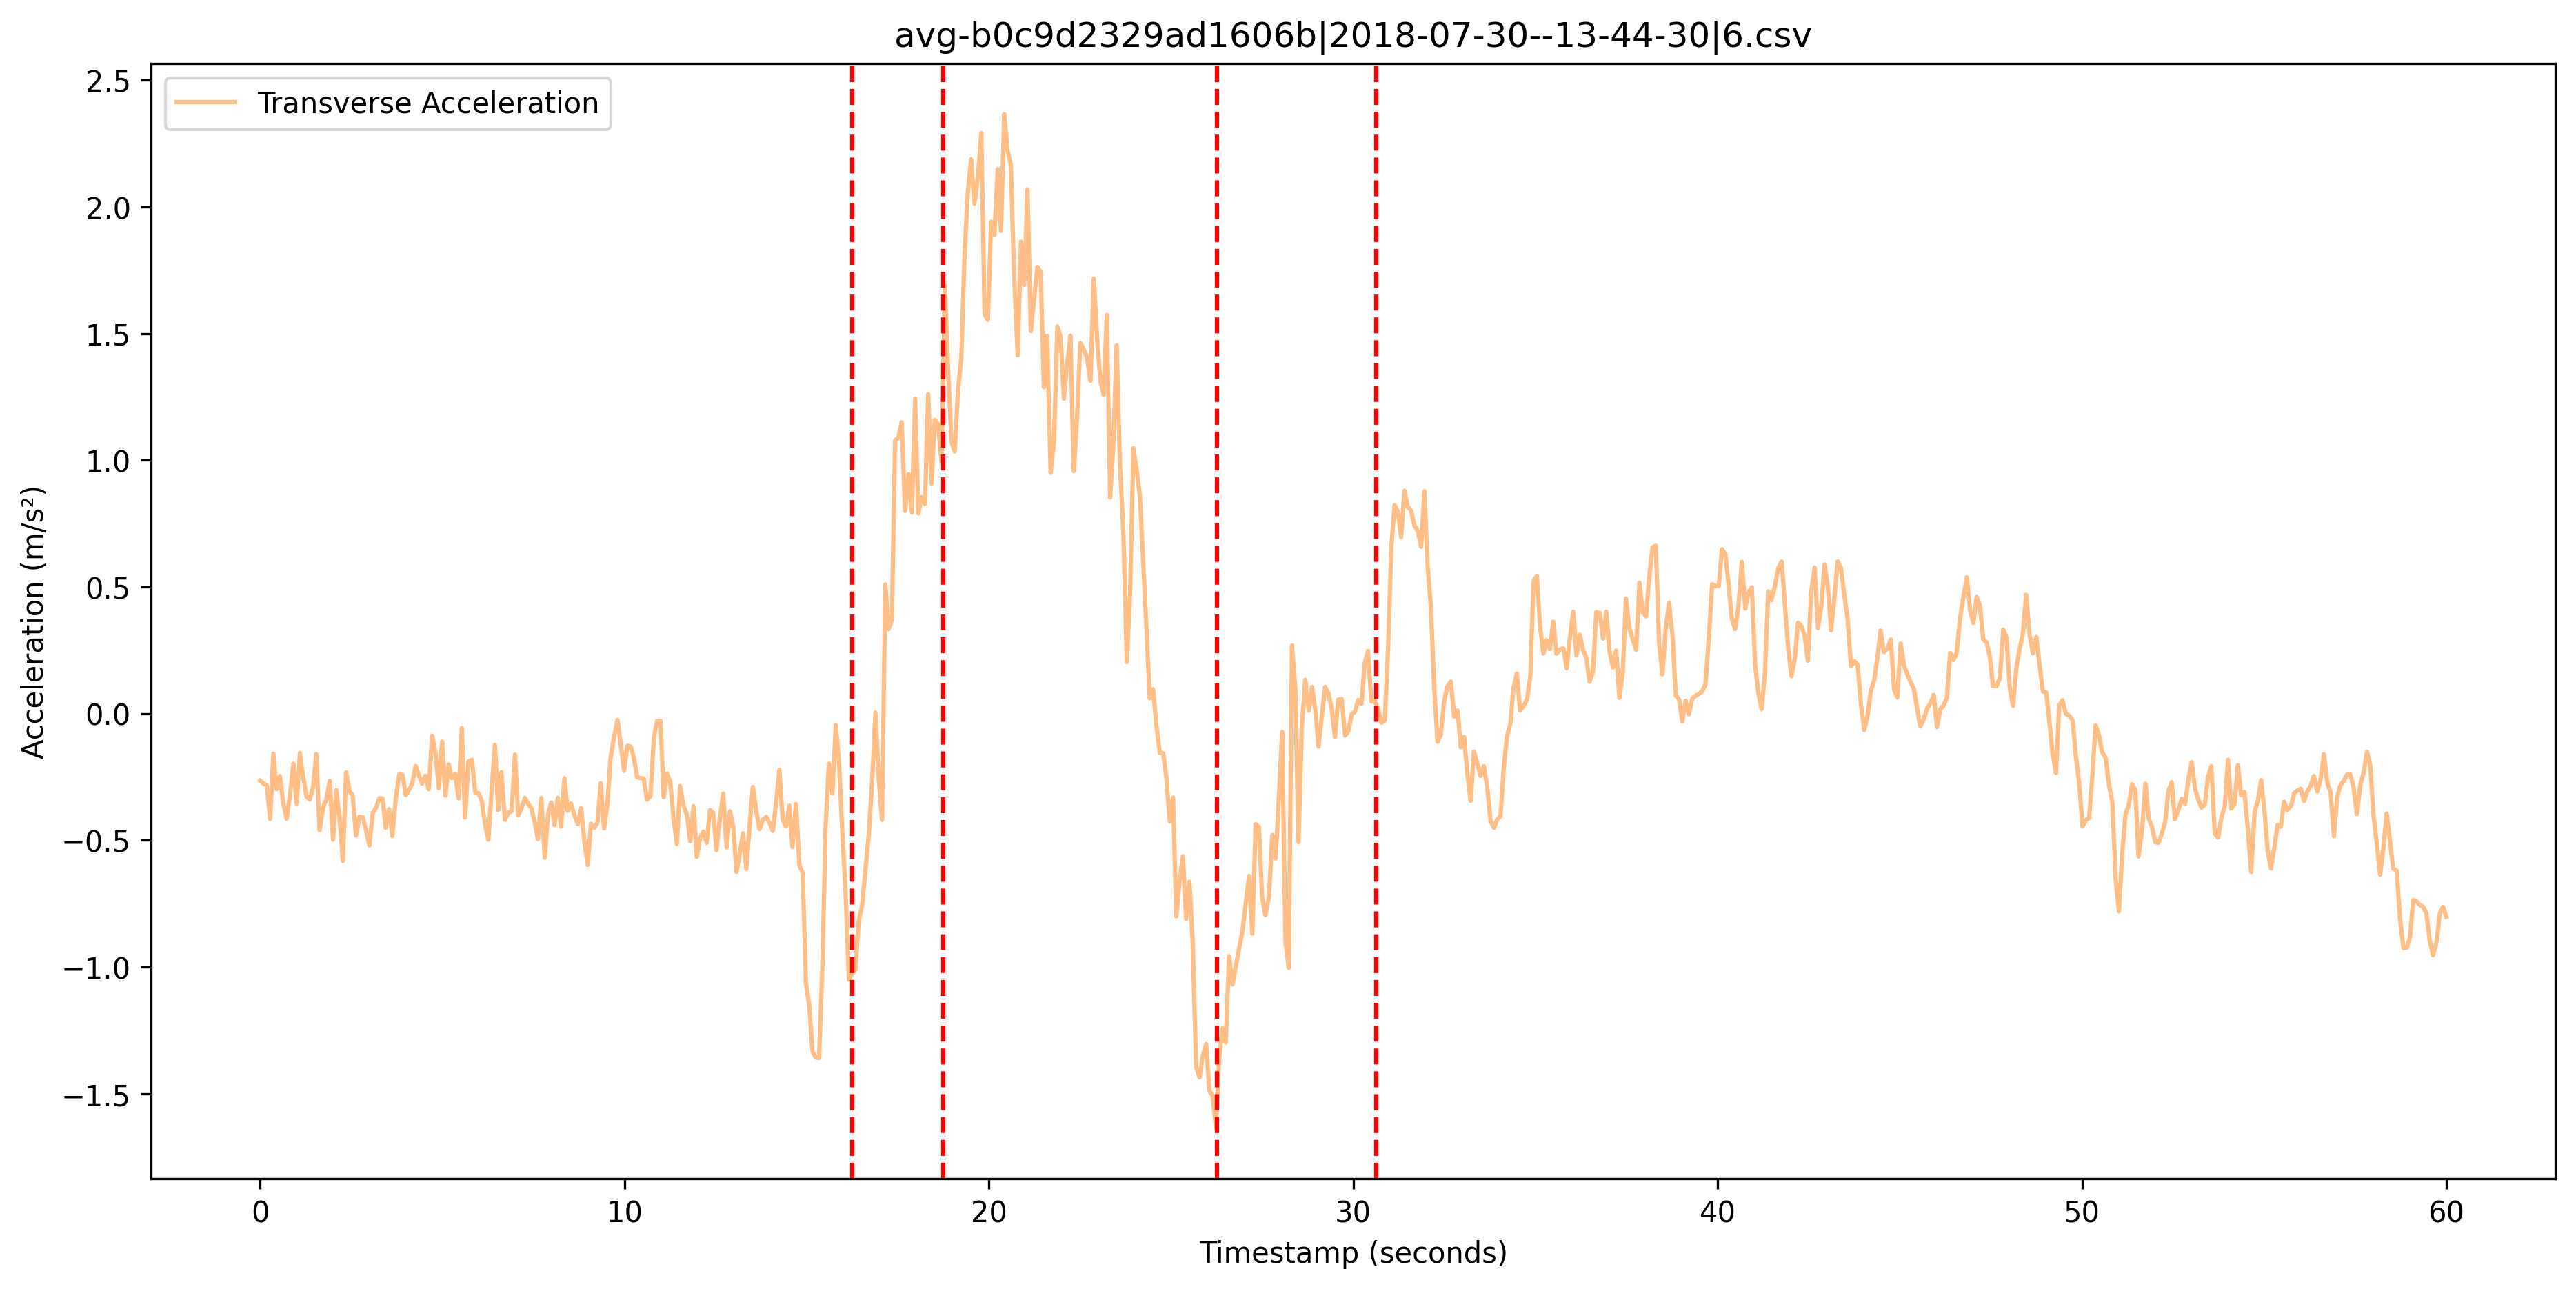 avg-b0c9d2329ad1606b|2018-07-30--13-44-30|6.csv
Transverse Acceleration
Acceleration (m/s²)
2.5
2.0
1.5
1.0
0.5
0.0
−0.5
−1.0
−1.5
0 10 20 30 40 50 60
Timestamp (seconds)